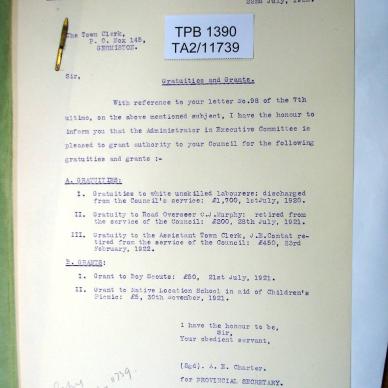 TPB 1390
TA2/11739
The Town Clerk,
P. O. Box 145,
GERMISTON.
Sir,
Gratuities and Grants.
With reference to your letter No.98 of the 7th
ultimo, on the above mentioned subject, I have the honour to
inform you that the Administrator in Executive Committee is
pleased to grant authority to your Council for the following
gratuities and grants :-
A. GRATUITIES:
I. Gratuities to white unskilled labourers: discharged
from the Council's service: £1,700, 1st July, 1920.
II. Gratuity to Road Overseer C.J.Murphy: retired from
the service of the Council: £200, 28th July, 1921.
III. Gratuity to the Assistant Town Clerk, J.E.Contat re-
tired from the service of the Council: £450, 23rd
February, 1922.
B. GRANTS:
I. Grant to Boy Scouts: £50, 21st July, 1921.
II. Grant to Native Location School in aid of Children's
Picnic: £5, 30th November, 1921.
I have the honour to be,
Sir,
Your obedient servant,
(Sgd). A. E. Charter.
for PROVINCIAL SECRETARY.